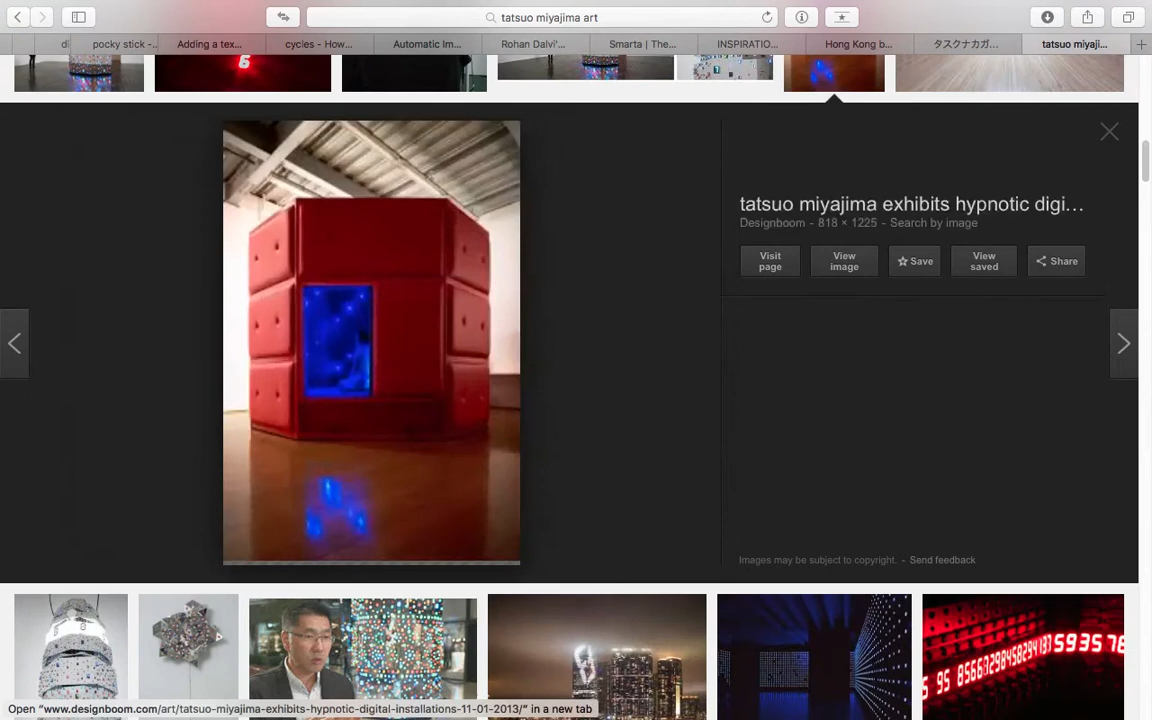 tatsuo miyajima art
di
pocky stick -...
Adding a tex...
cycles - How...
Automatic Im...
Rohan Dalvi'...
Smarta | The...
INSPIRATIO...
Hong Kong b...
タスクナカガ...
tatsuo miyaji...
6
tatsuo miyajima exhibits hypnotic digi...
Designboom - 818 × 1225 - Search by image
Visit page
View image
Save
View saved
Share
Images may be subject to copyright. - Send feedback
Open “www.designboom.com/art/tatsuo-miyajima-exhibits-hypnotic-digital-installations-11-01-2013/” in a new tab